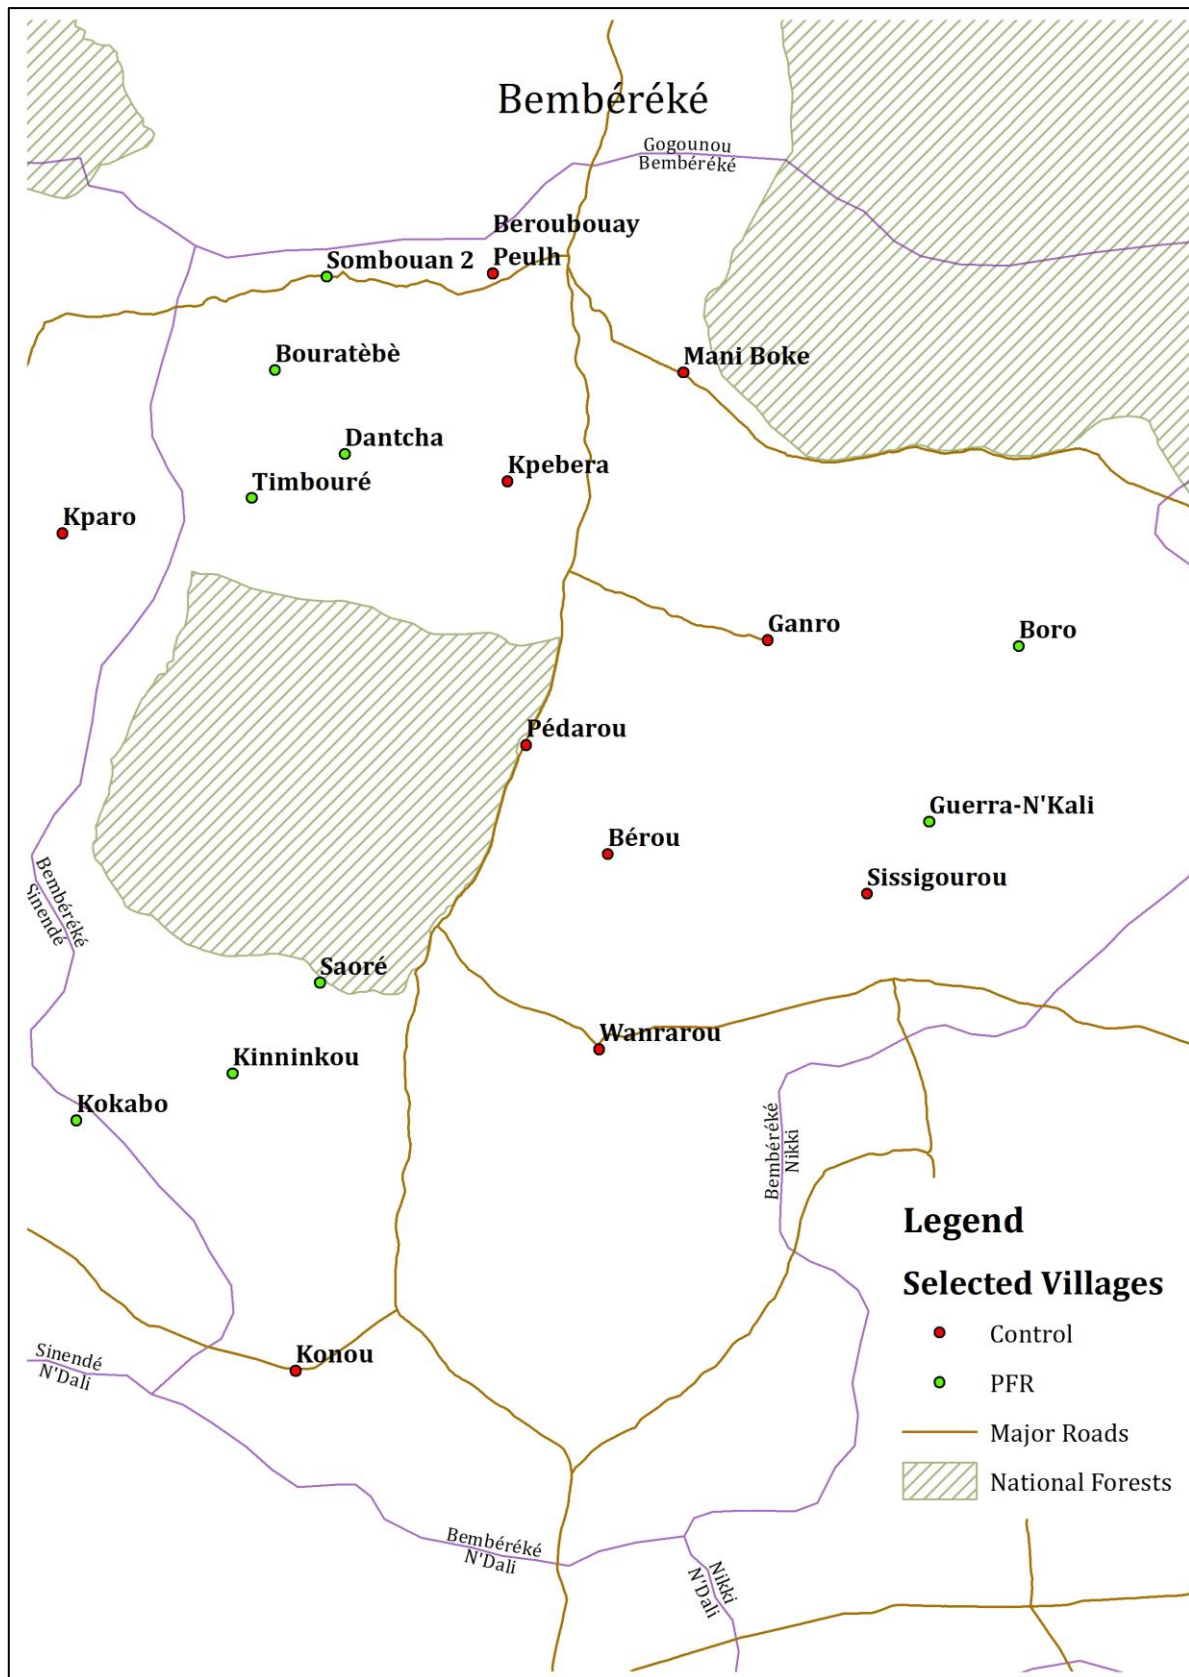 Bembéréké
Gogounou
Bembéréké
Beroubouay
Peulh
Sombouan 2
Mani Boke
Bouratèbè
Dantcha
Kpebera
Timbouré
Kparo
Ganro
Boro
Pédarou
Guerra-N'Kali
Bérou
Sissigourou
Bembéréké
Sinendé
Saoré
Wanrarou
Kinninkou
Kokabo
Bembéréké
Nikki
Legend
Selected Villages
Control
PFR
Major Roads
National Forests
Sinendé
N'Dali
Konou
Bembéréké
N'Dali
Nikki
N'Dali